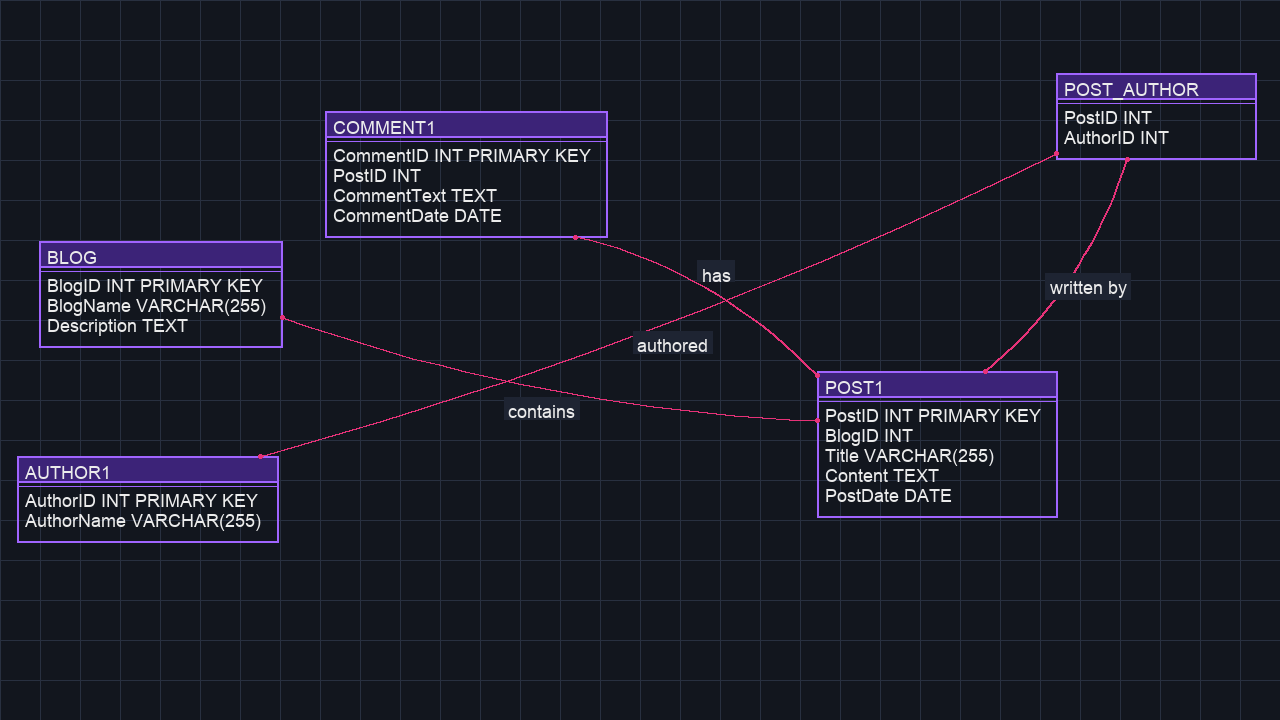 POST_AUTHOR
PostID INT
AuthorID INT
COMMENT1
CommentID INT PRIMARY KEY
PostID INT
CommentText TEXT
CommentDate DATE
BLOG
BlogID INT PRIMARY KEY
BlogName VARCHAR(255)
Description TEXT
has
written by
authored
contains
POST1
PostID INT PRIMARY KEY
BlogID INT
Title VARCHAR(255)
Content TEXT
PostDate DATE
AUTHOR1
AuthorID INT PRIMARY KEY
AuthorName VARCHAR(255)